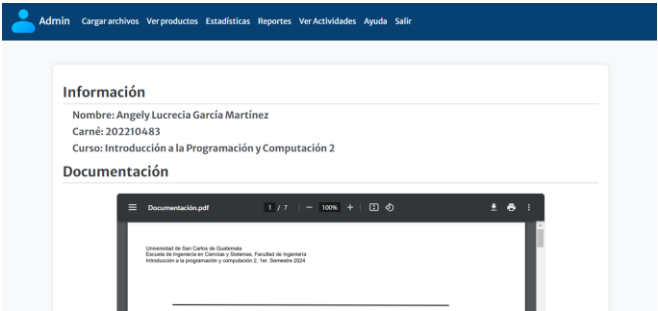 Admin Cargar archivos Ver productos Estadísticas Reportes Ver Actividades Ayuda Salir
Información
Nombre: Angely Lucrecia García Martínez
Carné: 202210483
Curso: Introducción a la Programación y Computación 2
Documentación
Documentación.pdf 1 / 7 — 100% +
Universidad de San Carlos de Guatemala
Escuela de Ingeniería en Ciencias y Sistemas, Facultad de Ingeniería
Introducción a la programación y computación 2, 1er. Semestre 2024